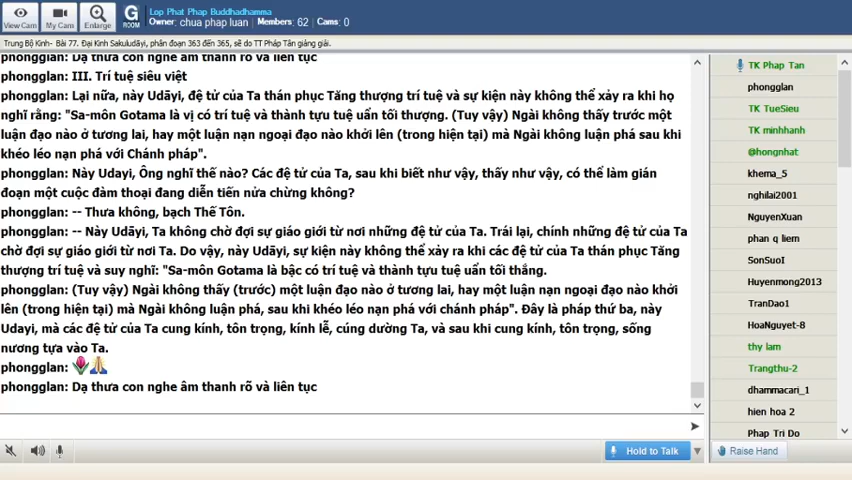 Lop Phat Phap Buddhadhamma
Owner: chua phap luan Members: 62 Cams: 0
View Cam My Cam Enlarge G ROOM
Trung Bộ Kinh- Bài 77. Đại Kinh Sakuludāyi, phân đoạn 363 đến 365, sẽ do TT Pháp Tân giảng giải.
phongglan: Dạ thưa con nghe âm thanh rõ và liên tục
phongglan: III. Trí tuệ siêu việt
phongglan: Lại nữa, này Udāyi, đệ tử của Ta thán phục Tăng thượng trí tuệ và sự kiện này không thể xảy ra khi họ
nghĩ rằng: "Sa-môn Gotama là vị có trí tuệ và thành tựu tuệ uẩn tối thượng. (Tuy vậy) Ngài không thấy trước một
luận đạo nào ở tương lai, hay một luận nạn ngoại đạo nào khởi lên (trong hiện tại) mà Ngài không luận phá sau khi
khéo léo nạn phá với Chánh pháp".
phongglan: Này Udayi, Ông nghĩ thế nào? Các đệ tử của Ta, sau khi biết như vậy, thấy như vậy, có thể làm gián
đoạn một cuộc đàm thoại đang diễn tiến nửa chừng không?
phongglan: -- Thưa không, bạch Thế Tôn.
phongglan: -- Này Udāyi, Ta không chờ đợi sự giáo giới từ nơi những đệ tử của Ta. Trái lại, chính những đệ tử của Ta
chờ đợi sự giáo giới từ nơi Ta. Do vậy, này Udāyi, sự kiện này không thể xảy ra khi các đệ tử của Ta thán phục Tăng
thượng trí tuệ và suy nghĩ: "Sa-môn Gotama là bậc có trí tuệ và thành tựu tuệ uẩn tối thắng.
phongglan: (Tuy vậy) Ngài không thấy (trước) một luận đạo nào ở tương lai, hay một luận nạn ngoại đạo nào khởi
lên (trong hiện tại) mà Ngài không luận phá, sau khi khéo léo nạn phá với chánh pháp". Đây là pháp thứ ba, này
Udayi, mà các đệ tử của Ta cung kính, tôn trọng, kính lễ, cúng dường Ta, và sau khi cung kính, tôn trọng, sống
nương tựa vào Ta.
phongglan: 🌷🙏
phongglan: Dạ thưa con nghe âm thanh rõ và liên tục
TK Phap Tan
phongglan
TK TueSieu
TK minhhanh
@hongnhat
khema_5
nghilai2001
NguyenXuan
phan q liem
SonSuoI
Huyenmong2013
TranDao1
HoaNguyet-8
thy lam
Trangthu-2
dhammacari_1
hien hoa 2
Phap Tri Do
Hold to Talk
Raise Hand